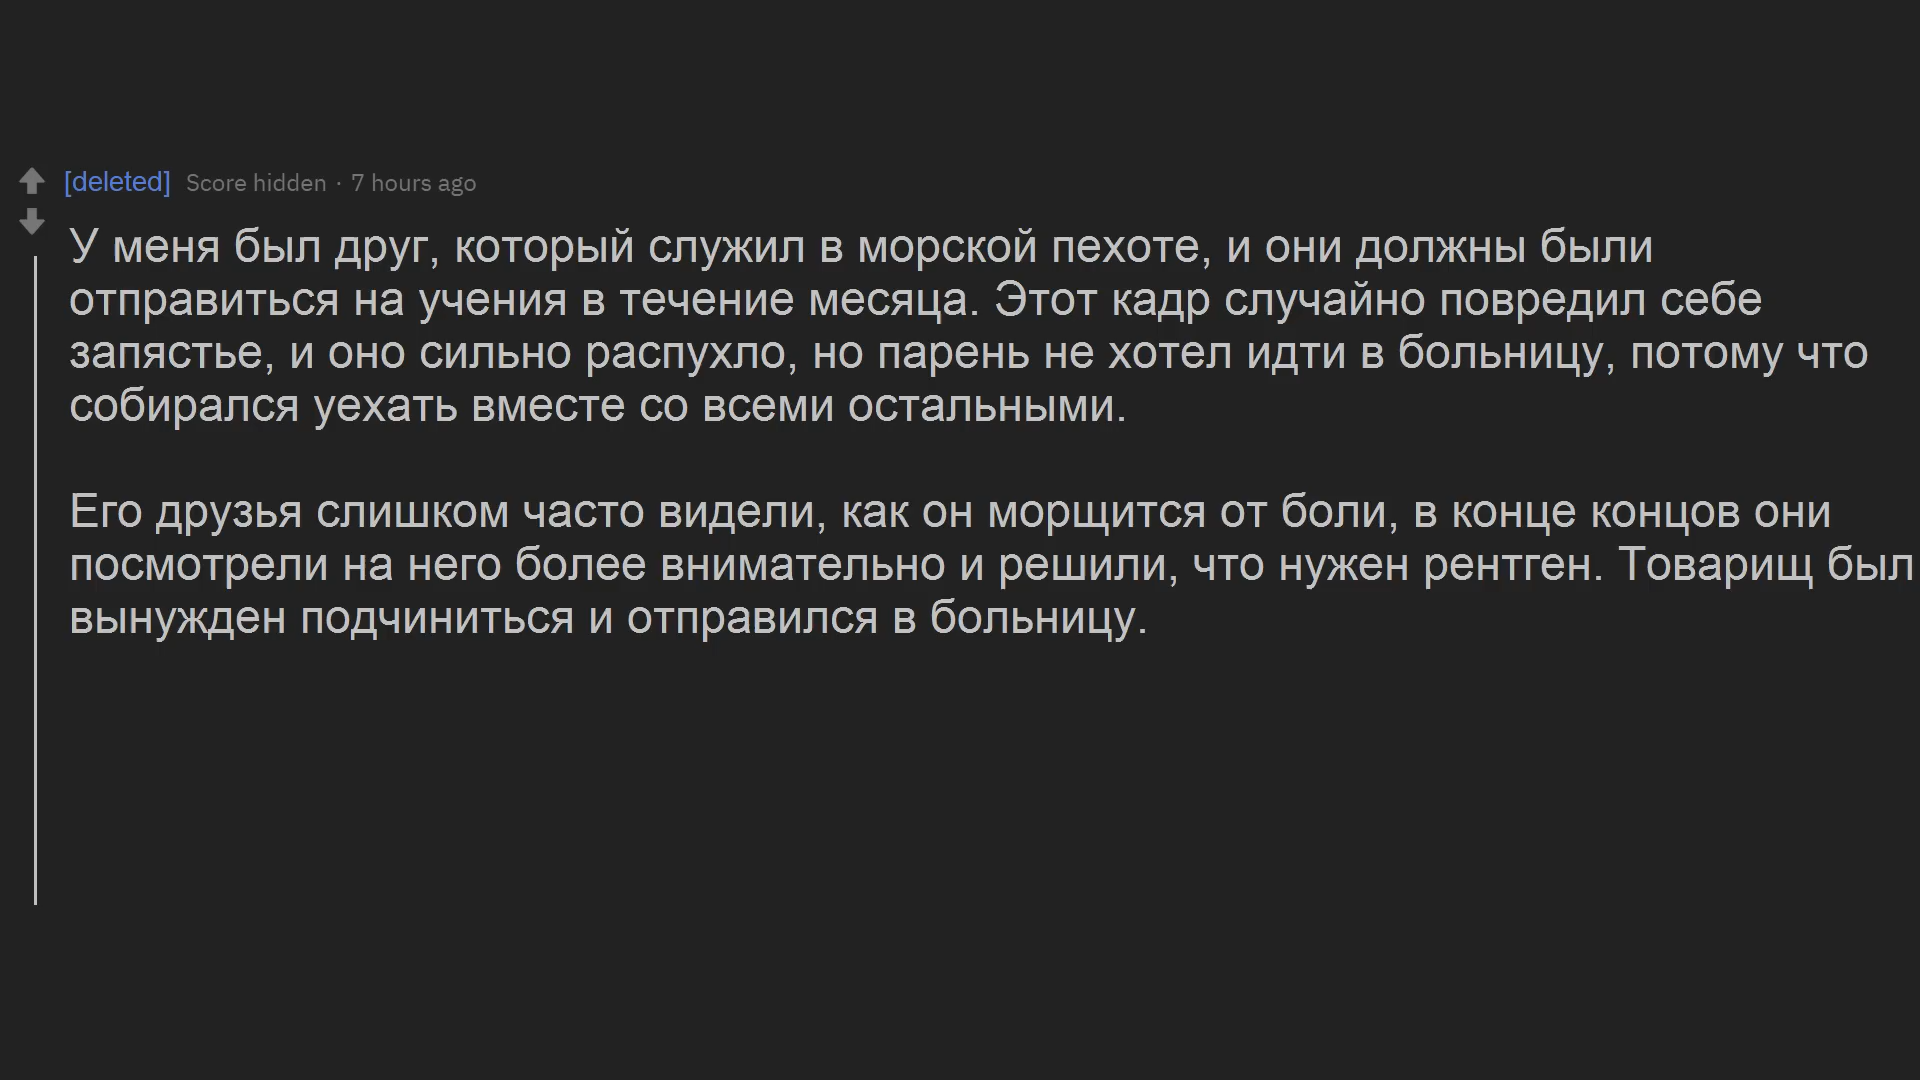 [deleted] Score hidden · 7 hours ago
У меня был друг, который служил в морской пехоте, и они должны были
отправиться на учения в течение месяца. Этот кадр случайно повредил себе
запястье, и оно сильно распухло, но парень не хотел идти в больницу, потому что
собирался уехать вместе со всеми остальными.
Его друзья слишком часто видели, как он морщится от боли, в конце концов они
посмотрели на него более внимательно и решили, что нужен рентген. Товарищ был
вынужден подчиниться и отправился в больницу.